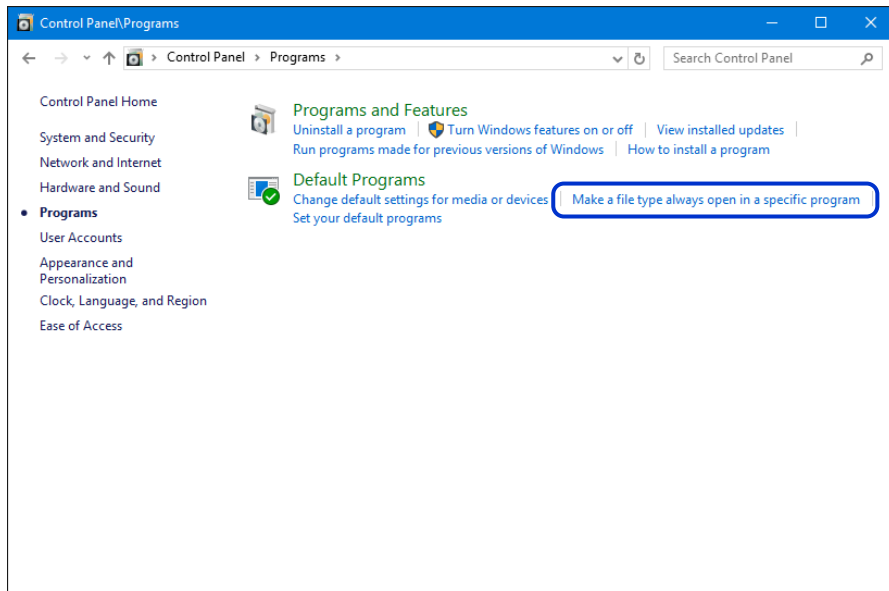 Control Panel\Programs
Control Panel > Programs >
Search Control Panel
Control Panel Home
System and Security
Network and Internet
Hardware and Sound
Programs
User Accounts
Appearance and
Personalization
Clock, Language, and Region
Ease of Access
Programs and Features
Uninstall a program | Turn Windows features on or off | View installed updates |
Run programs made for previous versions of Windows | How to install a program
Default Programs
Change default settings for media or devices | Make a file type always open in a specific program |
Set your default programs